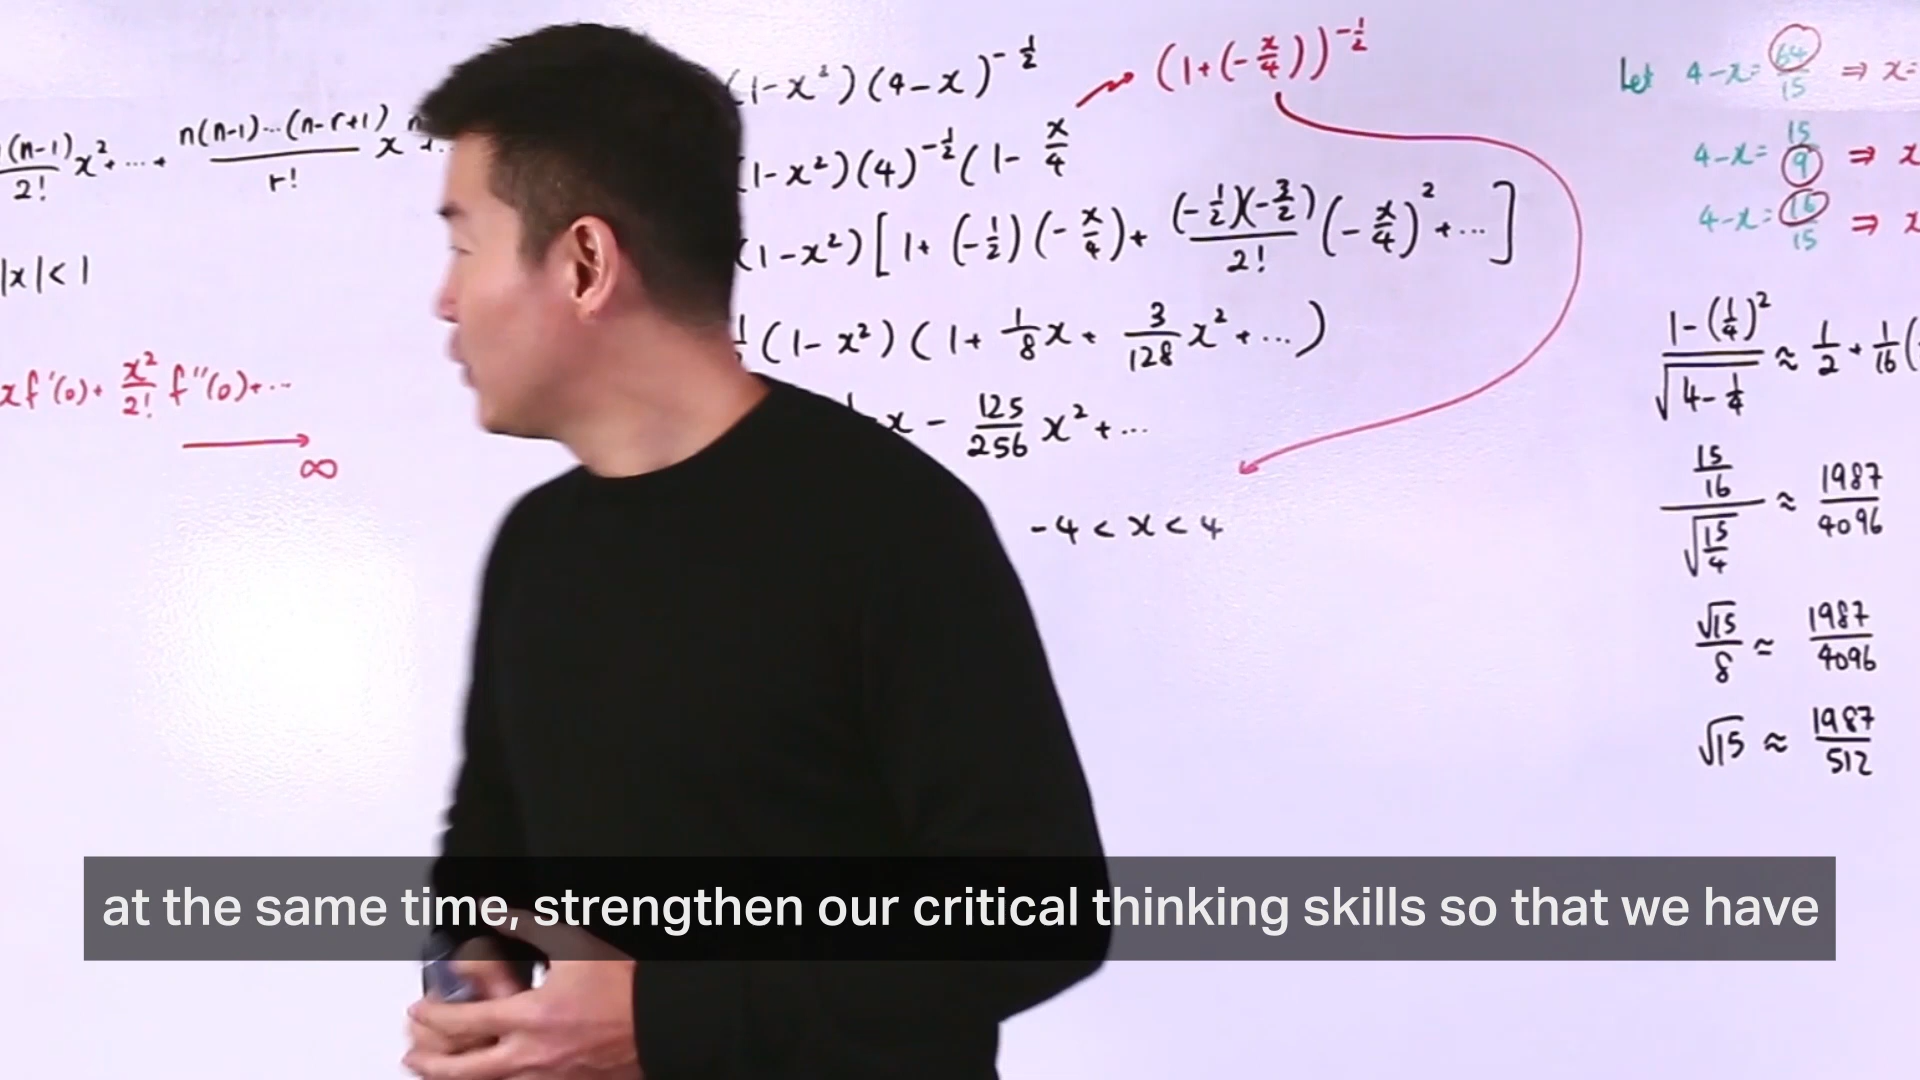 (n-1)/2! x² + ... + n(n-1)...(n-r+1)/r! x
|x| < 1
xf'(0) + x²/2! f''(0) + ...
∞
(1-x²)(4-x)^-1/2
(1+(-x/4))^-1/2
(1-x²)(4)^-1/2 (1- x/4
(1-x²)[1+(-1/2)(-x/4)+ (-1/2)(-3/2)/2! (-x/4)² + ...]
(1-x²)(1+ 1/8 x + 3/128 x² + ...)
x - 125/256 x² + ...
-4 < x < 4
Let 4-x = 64/15 ⇒ x =
4-x = 15/9 ⇒ x
4-x = 16/15 ⇒ x
1-(1/4)² / √(4-1/4) ≈ 1/2 + 1/16 (
15/16 / √(15/4) ≈ 1987/4096
√15/8 ≈ 1987/4096
√15 ≈ 1987/512
at the same time, strengthen our critical thinking skills so that we have